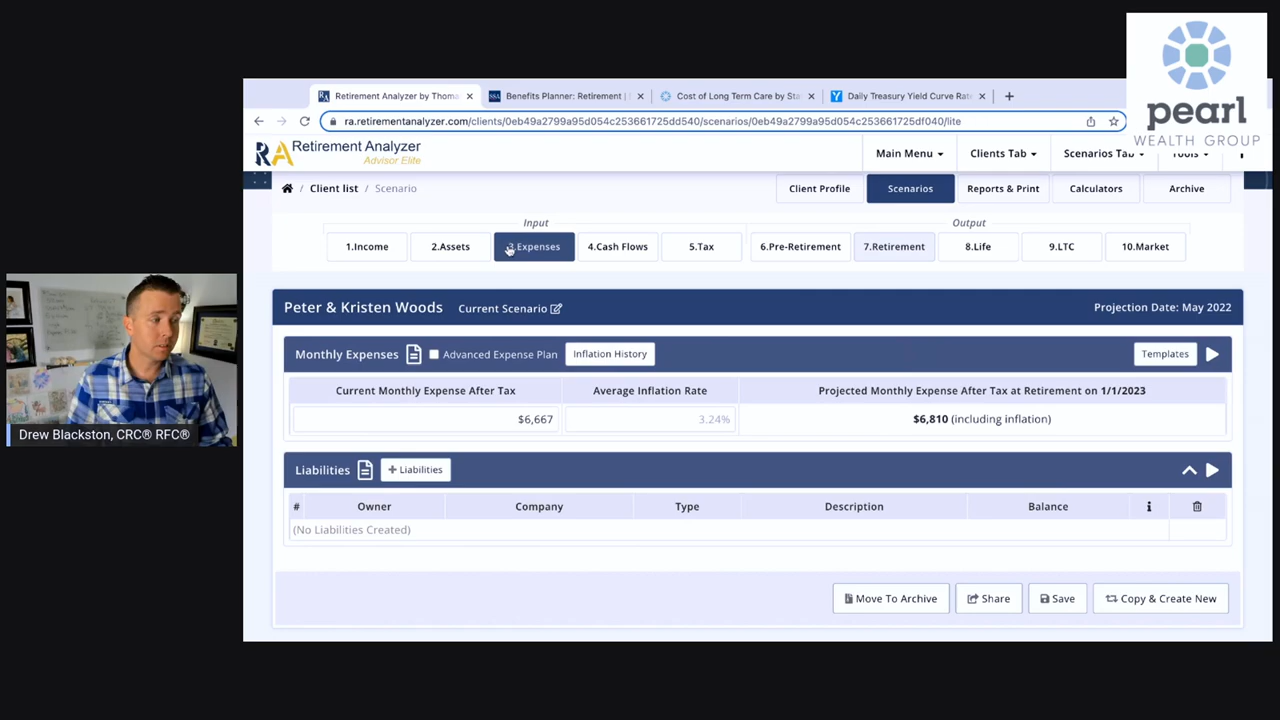 pearl
WEALTH GROUP
Retirement Analyzer by Thoma
SSA Benefits Planner: Retirement |
Cost of Long Term Care by Sta
Daily Treasury Yield Curve Rat
ra.retirementanalyzer.com/clients/0eb49a2799a95d054c253661725dd540/scenarios/0eb49a2799a95d054c253661725df040/lite
RA Retirement Analyzer
Advisor Elite
Main Menu
Clients Tab
Scenarios Tab
Tools
Client list / Scenario
Client Profile
Scenarios
Reports & Print
Calculators
Archive
Input
Output
1.Income
2.Assets
3.Expenses
4.Cash Flows
5.Tax
6.Pre-Retirement
7.Retirement
8.Life
9.LTC
10.Market
Peter & Kristen Woods
Current Scenario
Projection Date: May 2022
Monthly Expenses
Advanced Expense Plan
Inflation History
Templates
Current Monthly Expense After Tax
Average Inflation Rate
Projected Monthly Expense After Tax at Retirement on 1/1/2023
$6,667
3.24%
$6,810 (including inflation)
Liabilities
+ Liabilities
# Owner Company Type Description Balance
(No Liabilities Created)
Move To Archive
Share
Save
Copy & Create New
Drew Blackston, CRC® RFC®